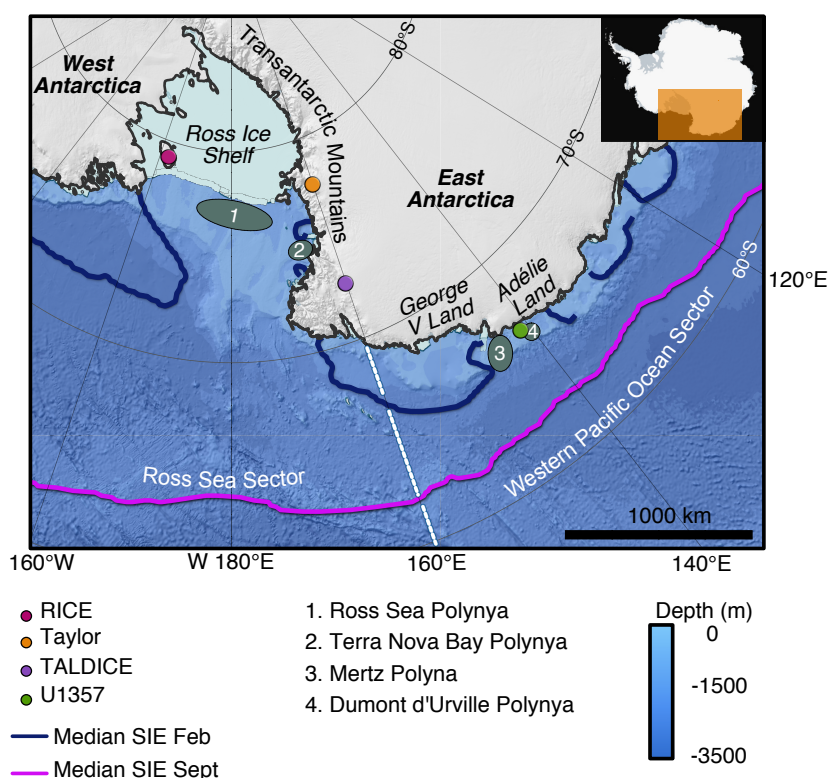 West
Antarctica
Transantarctic Mountains
80°S
Ross Ice
Shelf
70°S
East
Antarctica
1
2
George
V Land
Adélie
Land
60°S
120°E
3
4
Ross Sea Sector
Western Pacific Ocean Sector
1000 km
160°W
W 180°E
160°E
140°E
RICE
Taylor
TALDICE
U1357
Median SIE Feb
Median SIE Sept
1. Ross Sea Polynya
2. Terra Nova Bay Polynya
3. Mertz Polyna
4. Dumont d'Urville Polynya
Depth (m)
0
-1500
-3500